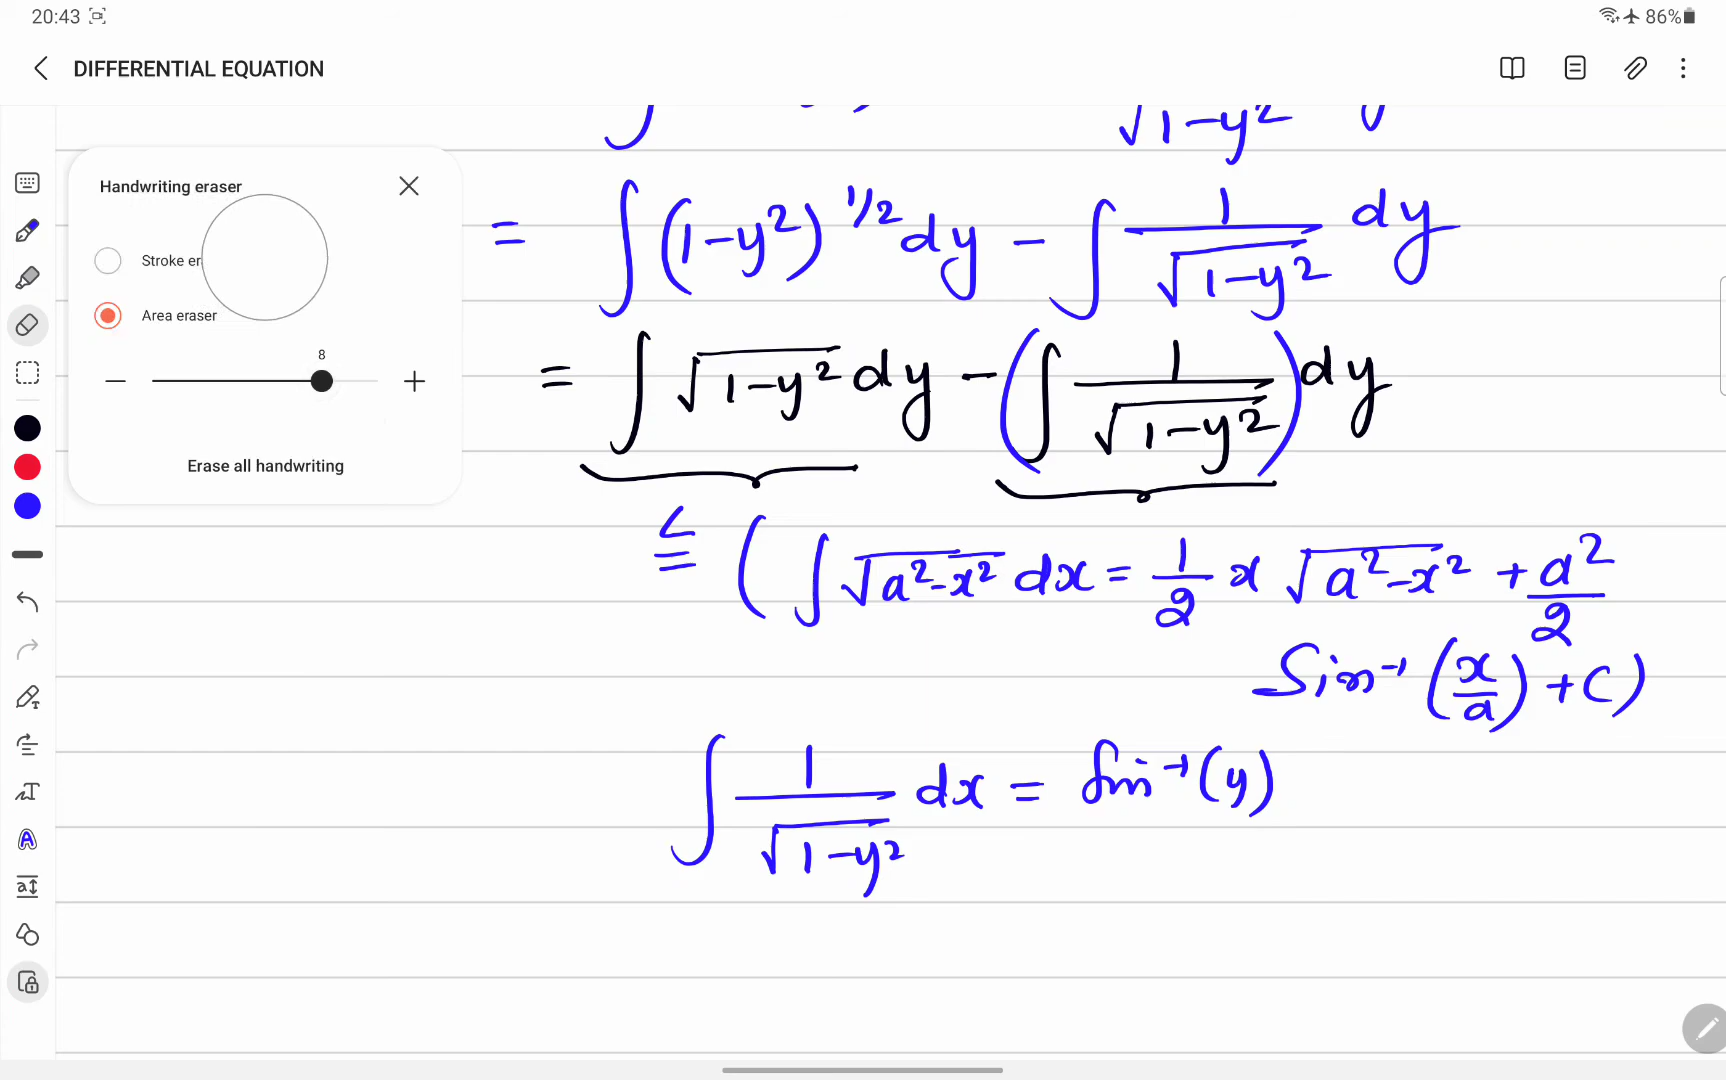 20:43 86%
DIFFERENTIAL EQUATION
√1-y² y
Handwriting eraser
Stroke er
Area eraser
8
Erase all handwriting
= ∫ (1-y²)^1/2 dy - ∫ 1/√1-y² dy
= ∫ √1-y² dy - (∫ 1/√1-y²) dy
≤ ( ∫ √a²-x² dx = 1/2 x √a²-x² + a²/2
Sin⁻¹ (x/a) + C)
∫ 1/√1-y² dx = Sin⁻¹(y)